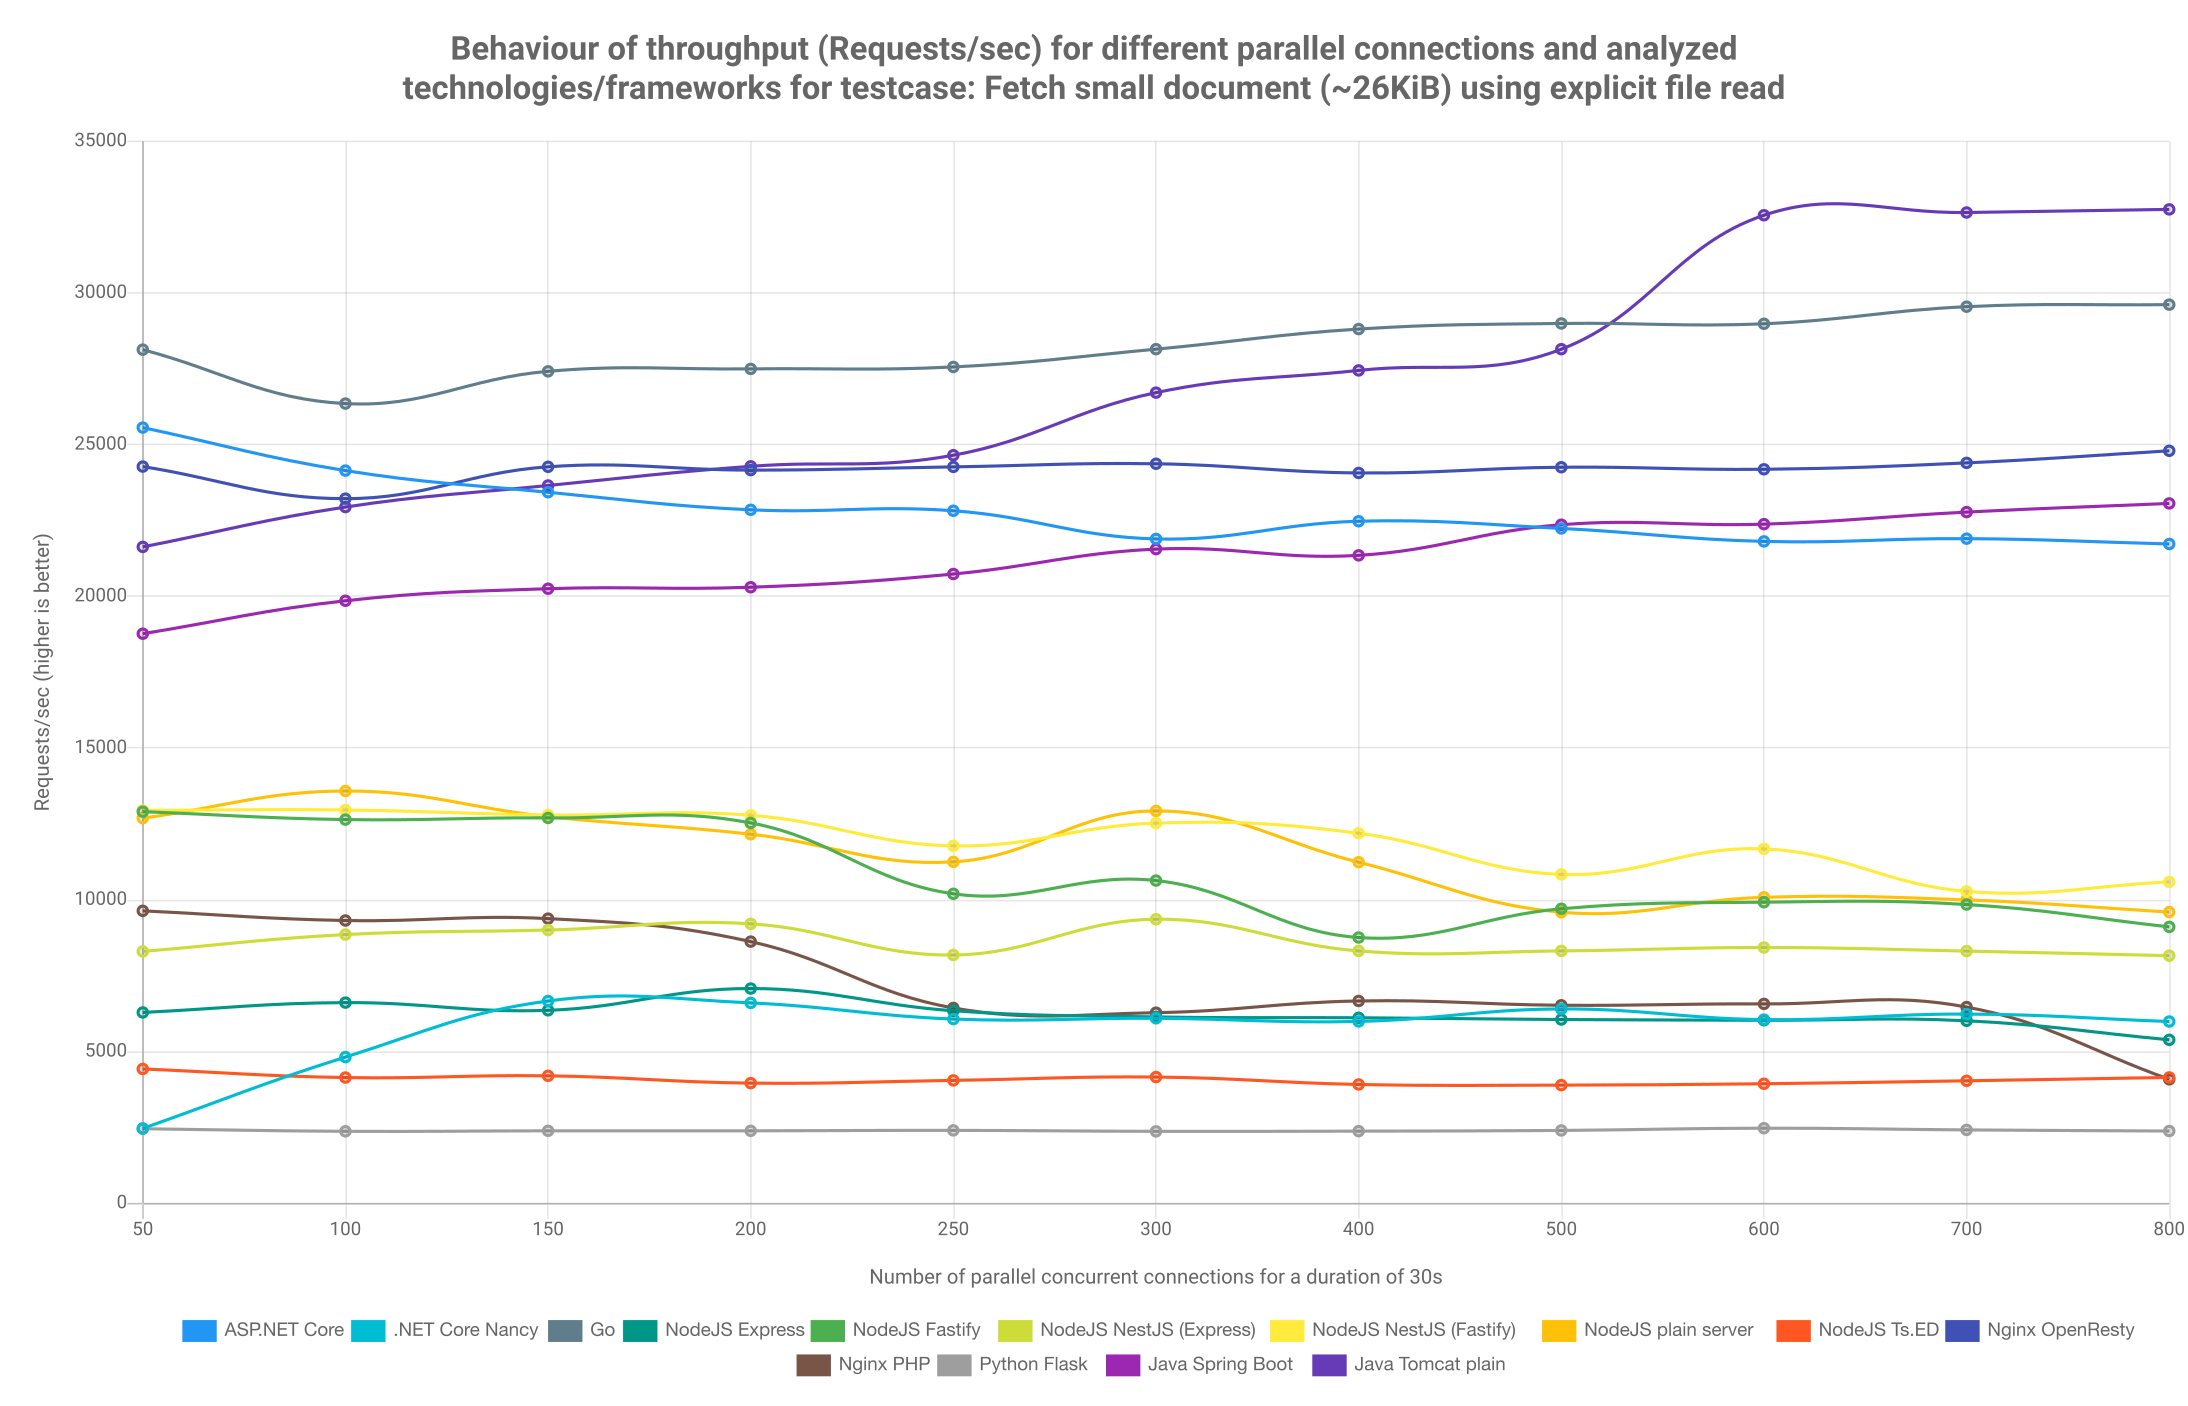 Behaviour of throughput (Requests/sec) for different parallel connections and analyzed
technologies/frameworks for testcase: Fetch small document (~26KiB) using explicit file read
35000
30000
25000
20000
15000
10000
5000
0
Requests/sec (higher is better)
50 100 150 200 250 300 400 500 600 700 800
Number of parallel concurrent connections for a duration of 30s
ASP.NET Core .NET Core Nancy Go NodeJS Express NodeJS Fastify NodeJS NestJS (Express) NodeJS NestJS (Fastify) NodeJS plain server NodeJS Ts.ED Nginx OpenResty
Nginx PHP Python Flask Java Spring Boot Java Tomcat plain